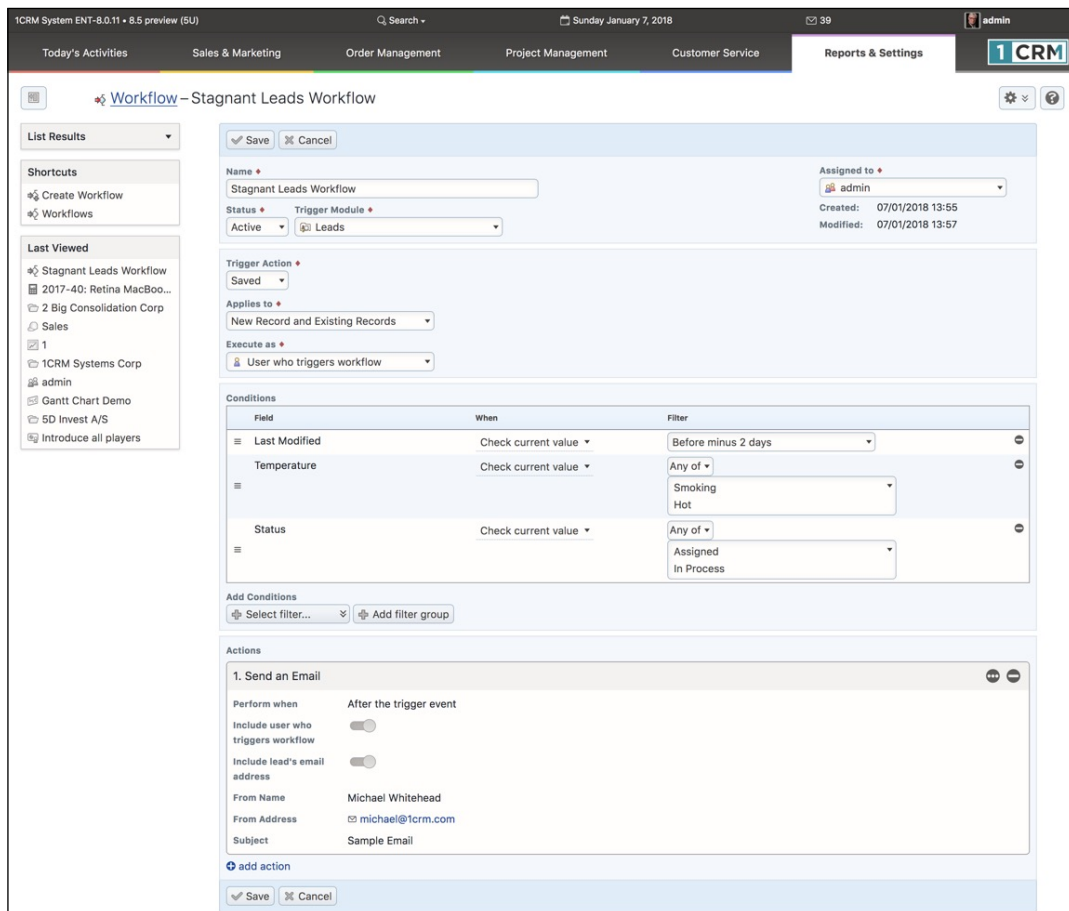 1CRM System ENT-8.0.11 • 8.5 preview (5U) Search Sunday January 7, 2018 39 admin
Today's Activities Sales & Marketing Order Management Project Management Customer Service Reports & Settings 1CRM
Workflow – Stagnant Leads Workflow
List Results
Shortcuts
Create Workflow
Workflows
Last Viewed
Stagnant Leads Workflow
2017-40: Retina MacBoo...
2 Big Consolidation Corp
Sales
1
1CRM Systems Corp
admin
Gantt Chart Demo
5D Invest A/S
Introduce all players
Save Cancel
Name Assigned to
Stagnant Leads Workflow admin
Status Trigger Module Created: 07/01/2018 13:55
Active Leads Modified: 07/01/2018 13:57
Trigger Action
Saved
Applies to
New Record and Existing Records
Execute as
User who triggers workflow
Conditions
Field When Filter
Last Modified Check current value Before minus 2 days
Temperature Check current value Any of
Smoking
Hot
Status Check current value Any of
Assigned
In Process
Add Conditions
Select filter... Add filter group
Actions
1. Send an Email
Perform when After the trigger event
Include user who
triggers workflow
Include lead's email
address
From Name Michael Whitehead
From Address michael@1crm.com
Subject Sample Email
add action
Save Cancel